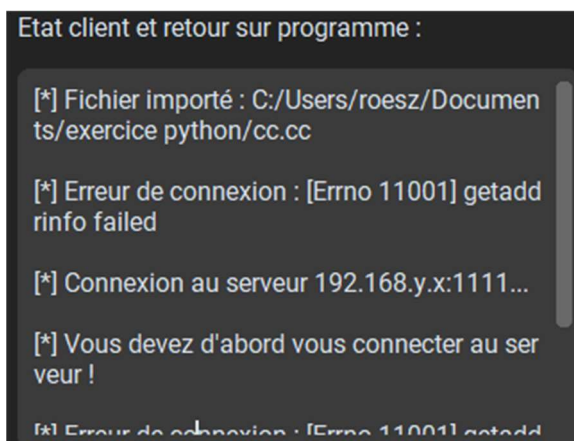 Etat client et retour sur programme :
[*] Fichier importé : C:/Users/roesz/Documen
ts/exercice python/cc.cc
[*] Erreur de connexion : [Errno 11001] getadd
rinfo failed
[*] Connexion au serveur 192.168.y.x:1111...
[*] Vous devez d'abord vous connecter au ser
veur !
[*] Erreur de connexion : [Errno 11001] getadd